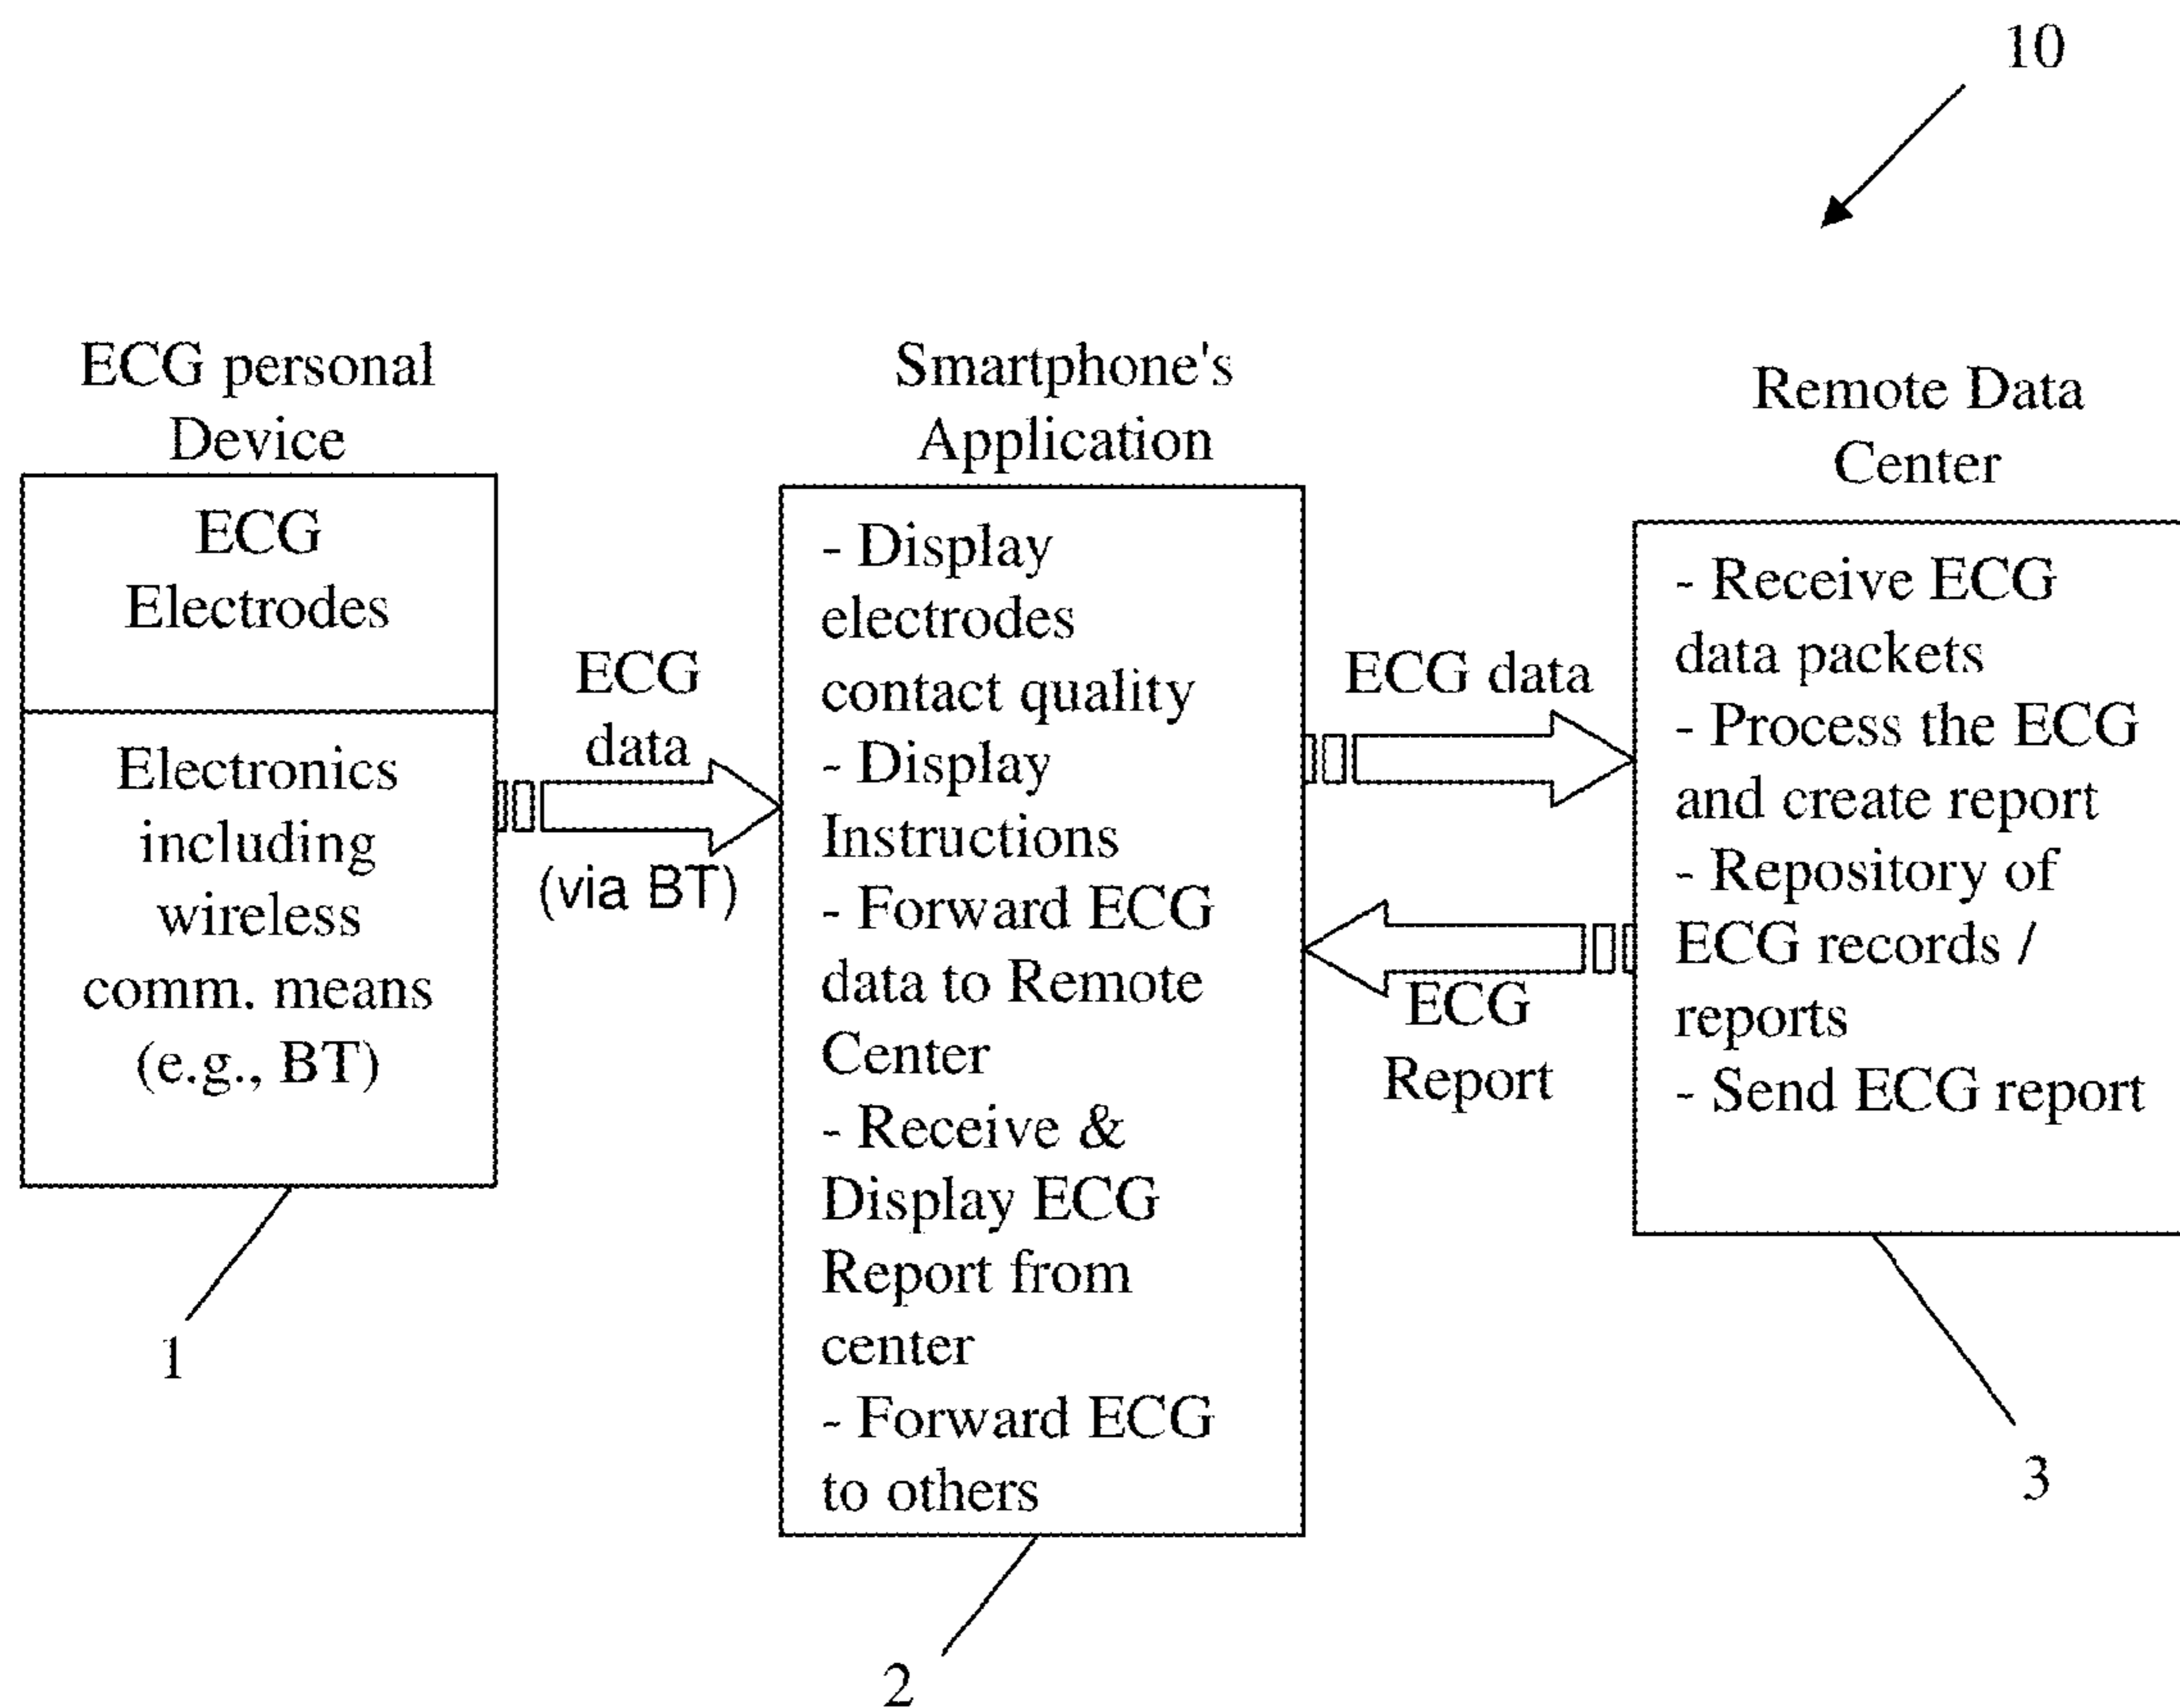 10
ECG personal
Device
ECG
Electrodes
Electronics
including
wireless
comm. means
(e.g., BT)
1
ECG
data
(via BT)
Smartphone's
Application
- Display
electrodes
contact quality
- Display
Instructions
- Forward ECG
data to Remote
Center
- Receive &
Display ECG
Report from
center
- Forward ECG
to others
2
ECG data
ECG
Report
Remote Data
Center
- Receive ECG
data packets
- Process the ECG
and create report
- Repository of
ECG records /
reports
- Send ECG report
3